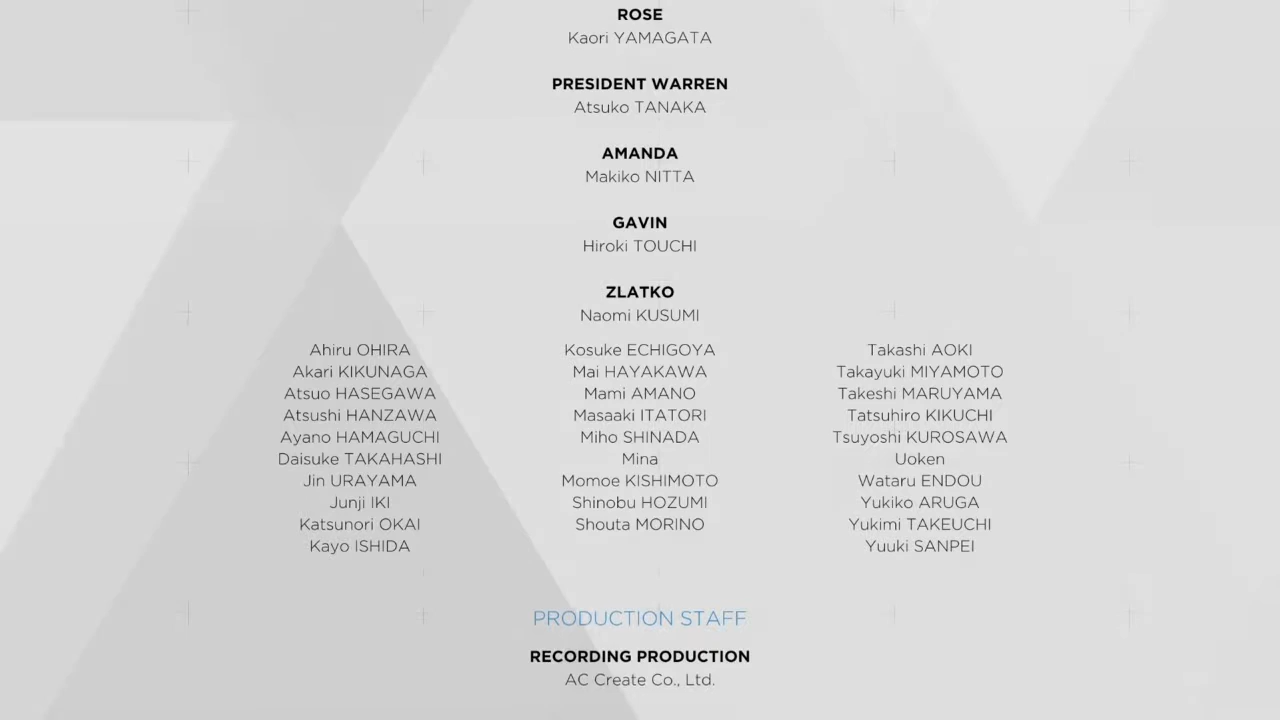 ROSE
Kaori YAMAGATA
PRESIDENT WARREN
Atsuko TANAKA
AMANDA
Makiko NITTA
GAVIN
Hiroki TOUCHI
ZLATKO
Naomi KUSUMI
Ahiru OHIRA
Akari KIKUNAGA
Atsuo HASEGAWA
Atsushi HANZAWA
Ayano HAMAGUCHI
Daisuke TAKAHASHI
Jin URAYAMA
Junji IKI
Katsunori OKAI
Kayo ISHIDA
Kosuke ECHIGOYA
Mai HAYAKAWA
Mami AMANO
Masaaki ITATORI
Miho SHINADA
Mina
Momoe KISHIMOTO
Shinobu HOZUMI
Shouta MORINO
Takashi AOKI
Takayuki MIYAMOTO
Takeshi MARUYAMA
Tatsuhiro KIKUCHI
Tsuyoshi KUROSAWA
Uoken
Wataru ENDOU
Yukiko ARUGA
Yukimi TAKEUCHI
Yuuki SANPEI
PRODUCTION STAFF
RECORDING PRODUCTION
AC Create Co., Ltd.